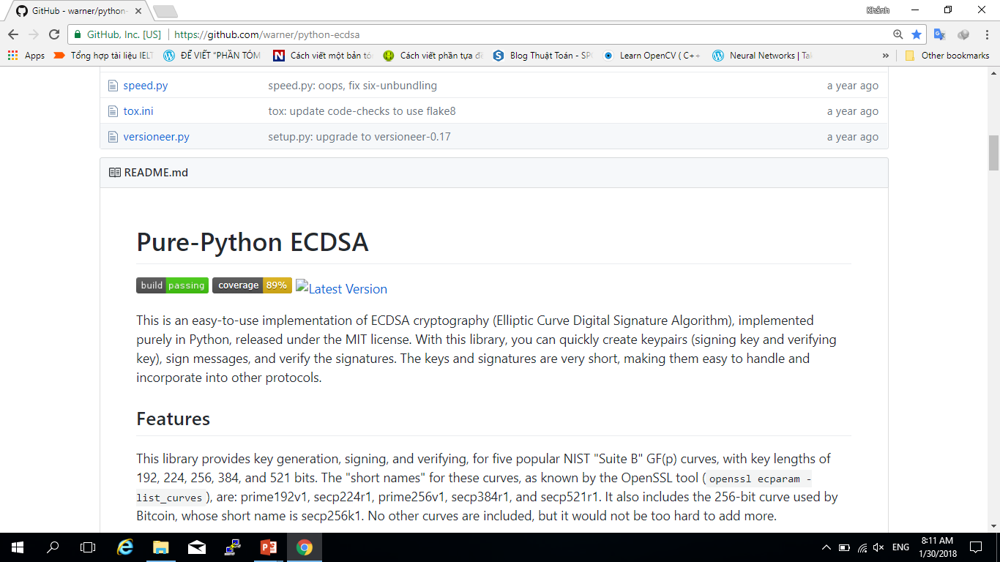 GitHub - warner/python-
Khánh
GitHub, Inc. [US] https://github.com/warner/python-ecdsa
Apps Tổng hợp tài liệu IELT ĐỂ VIẾT "PHẦN TÓM Cách viết một bản tó Cách viết phần tựa đề Blog Thuật Toán - SPO Learn OpenCV ( C++ Neural Networks | Tak » Other bookmarks
speed.py speed.py: oops, fix six-unbundling a year ago
tox.ini tox: update code-checks to use flake8 a year ago
versioneer.py setup.py: upgrade to versioneer-0.17 a year ago
README.md
Pure-Python ECDSA
build passing coverage 89% Latest Version
This is an easy-to-use implementation of ECDSA cryptography (Elliptic Curve Digital Signature Algorithm), implemented
purely in Python, released under the MIT license. With this library, you can quickly create keypairs (signing key and verifying
key), sign messages, and verify the signatures. The keys and signatures are very short, making them easy to handle and
incorporate into other protocols.
Features
This library provides key generation, signing, and verifying, for five popular NIST "Suite B" GF(p) curves, with key lengths of
192, 224, 256, 384, and 521 bits. The "short names" for these curves, as known by the OpenSSL tool ( openssl ecparam -
list_curves ), are: prime192v1, secp224r1, prime256v1, secp384r1, and secp521r1. It also includes the 256-bit curve used by
Bitcoin, whose short name is secp256k1. No other curves are included, but it would not be too hard to add more.
ENG
8:11 AM
1/30/2018